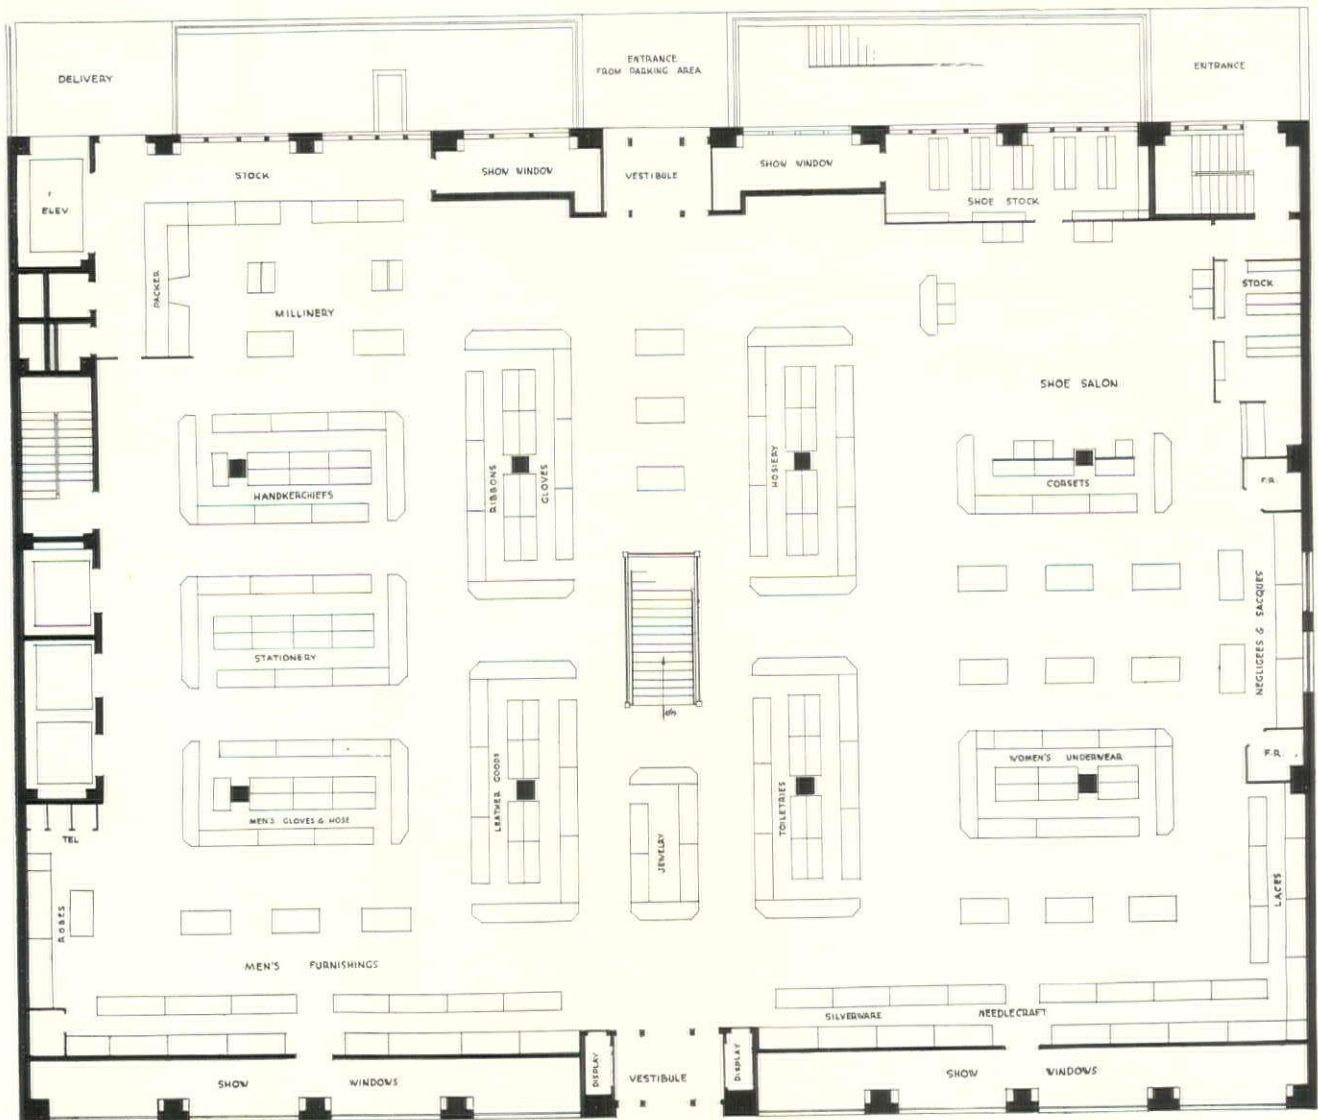 DELIVERY
ENTRANCE
FROM PARKING AREA
ENTRANCE
ELEV
STOCK
SHOW WINDOW
VESTIBULE
SHOW WINDOW
SHOE STOCK
PACKER
MILLINERY
STOCK
SHOE SALON
HANDKERCHIEFS
RIBBONS
GLOVES
HOSIERY
CORSETS
F.R.
STATIONERY
NEGLIGEES & SACQUES
UP
MEN'S GLOVES & HOSE
LEATHER GOODS
JEWELRY
TOILETRIES
WOMEN'S UNDERWEAR
F.R.
TEL
ROBES
LACES
MEN'S FURNISHINGS
SILVERWARE
NEEDLECRAFT
SHOW WINDOWS
DISPLAY
VESTIBULE
DISPLAY
SHOW WINDOWS